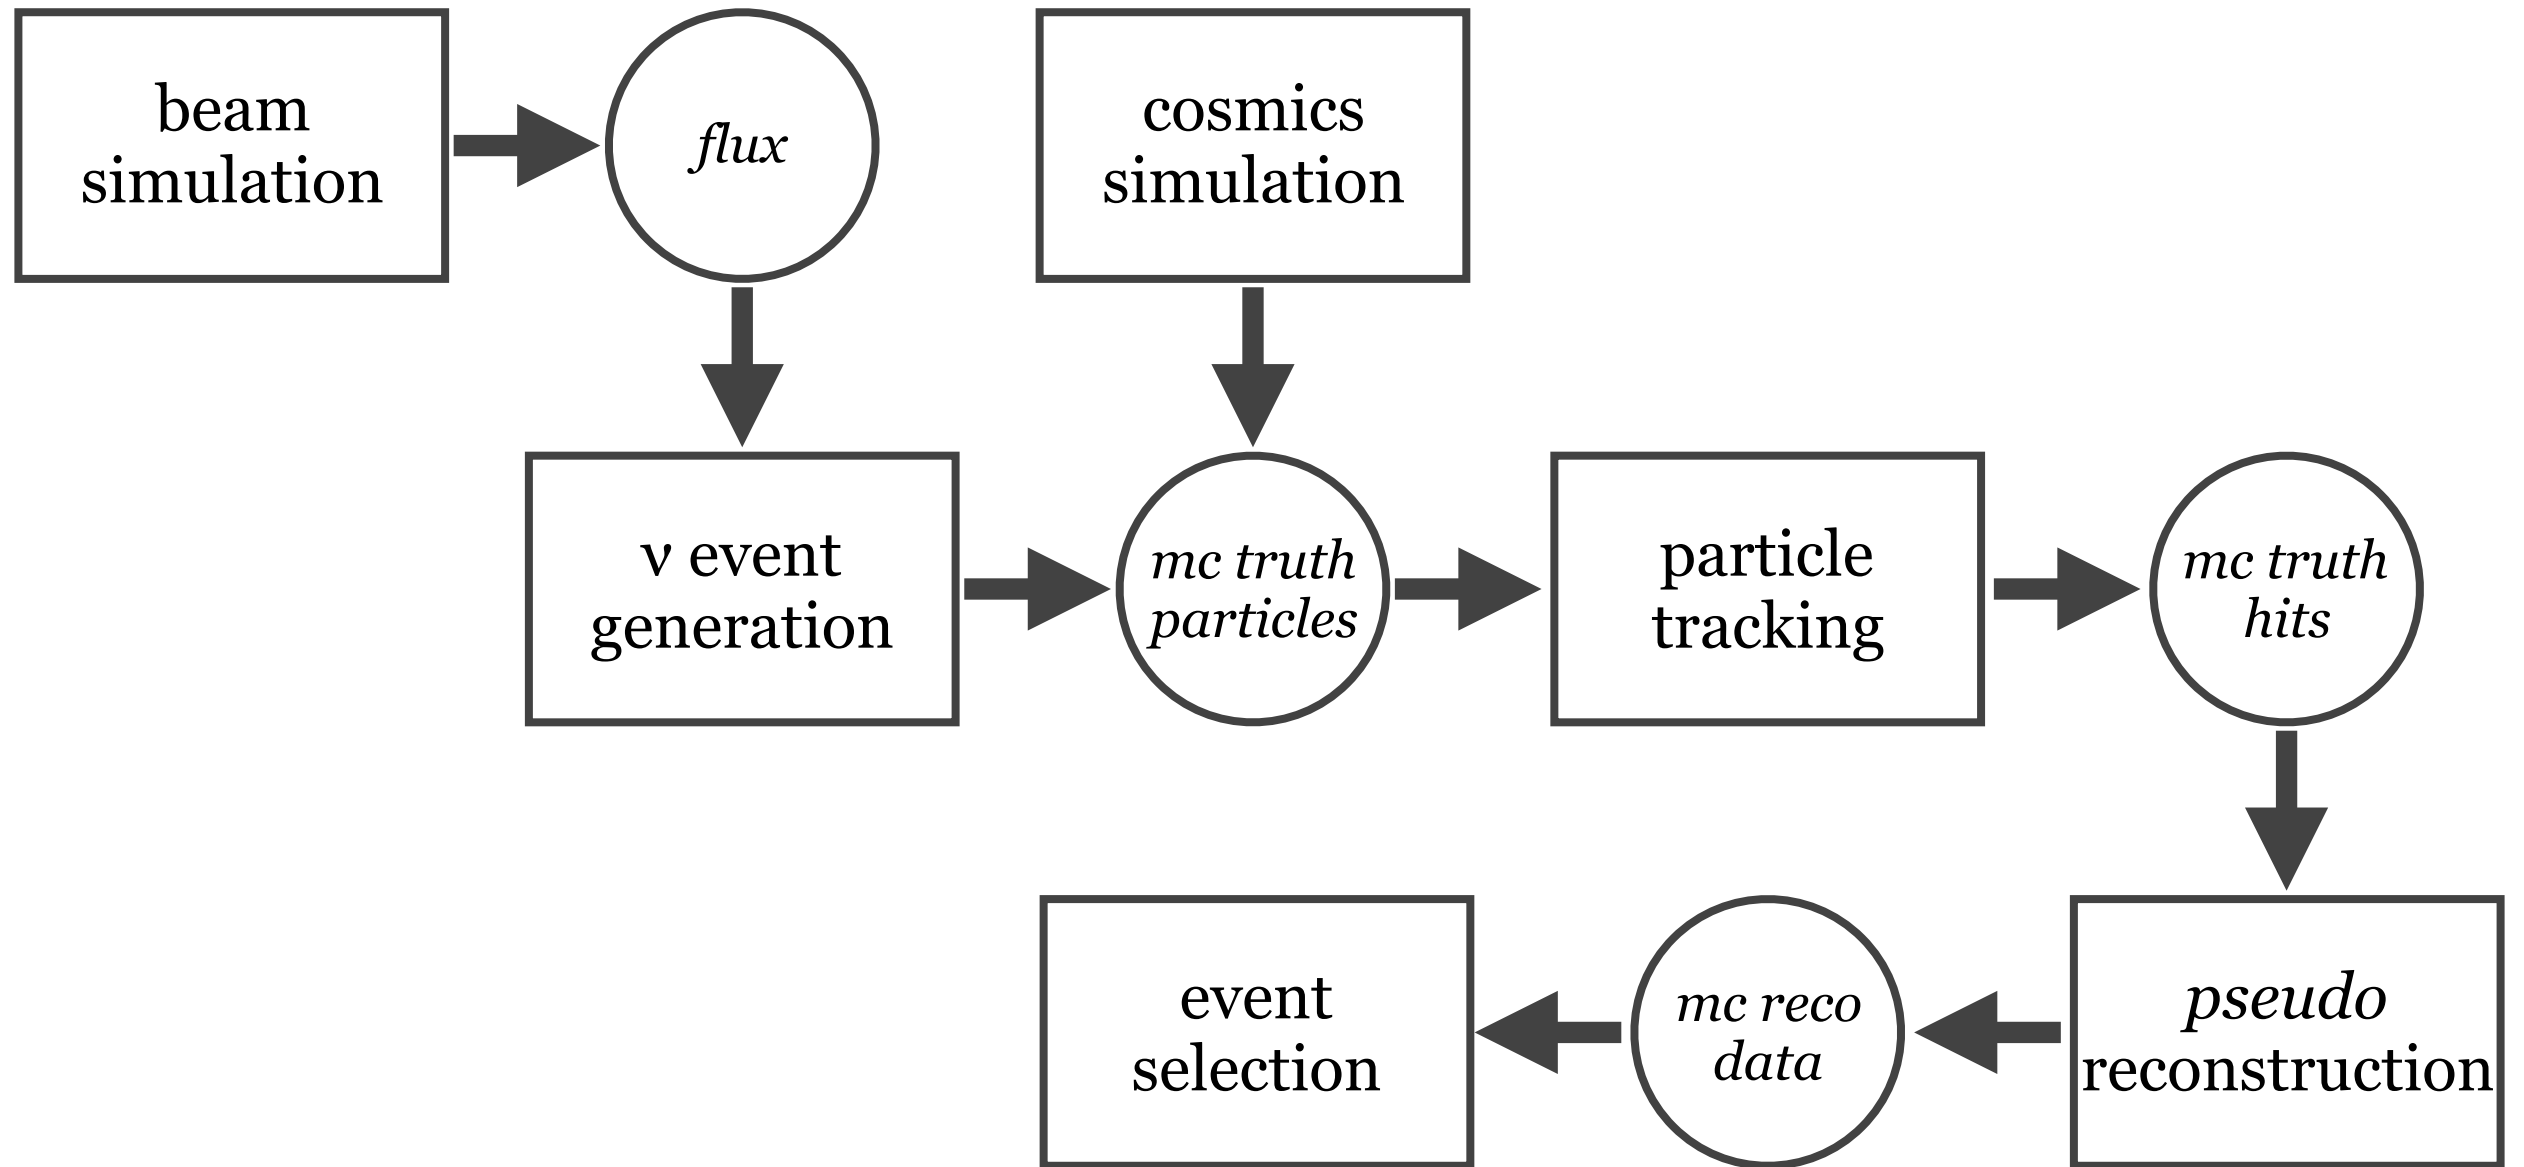 beam
simulation
flux
cosmics
simulation
ν event
generation
mc truth
particles
particle
tracking
mc truth
hits
event
selection
mc reco
data
pseudo
reconstruction